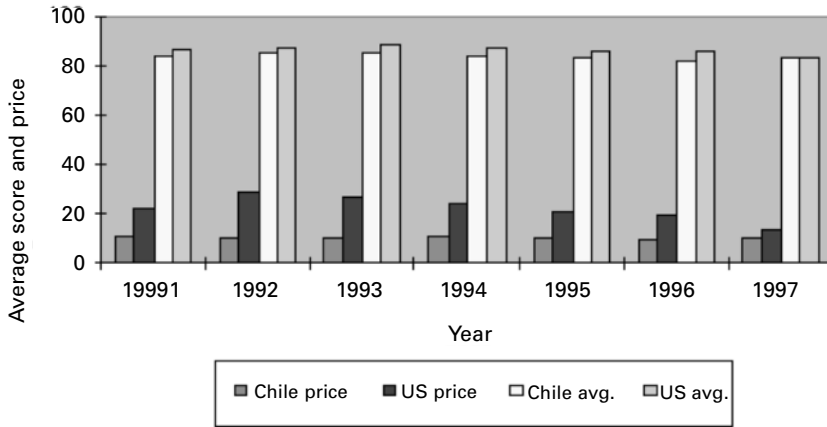 100
80
60
40
20
0
Average score and price
19991 1992 1993 1994 1995 1996 1997
Year
Chile price US price Chile avg. US avg.